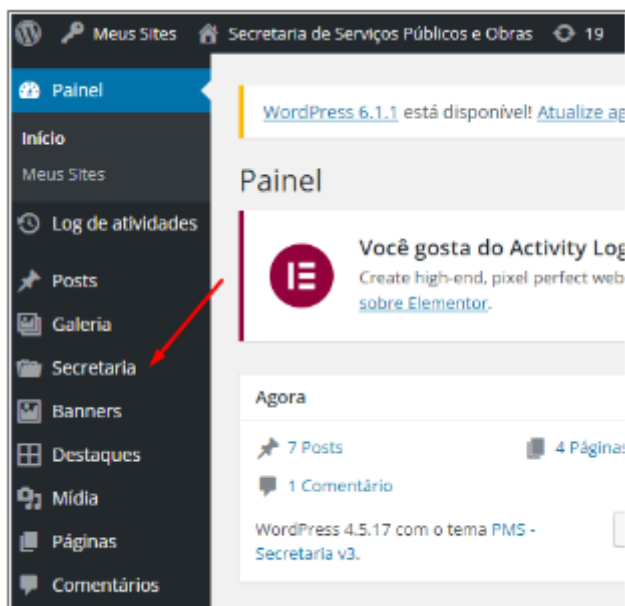 Meus Sites Secretaria de Serviços Públicos e Obras 19
Painel
Início
Meus Sites
Log de atividades
Posts
Galeria
Secretaria
Banners
Destaques
Mídia
Páginas
Comentários
WordPress 6.1.1 está disponível! Atualize ag
Painel
Você gosta do Activity Log
Create high-end, pixel perfect web
sobre Elementor.
Agora
7 Posts 4 Páginas
1 Comentário
WordPress 4.5.17 com o tema PMS -
Secretaria v3.